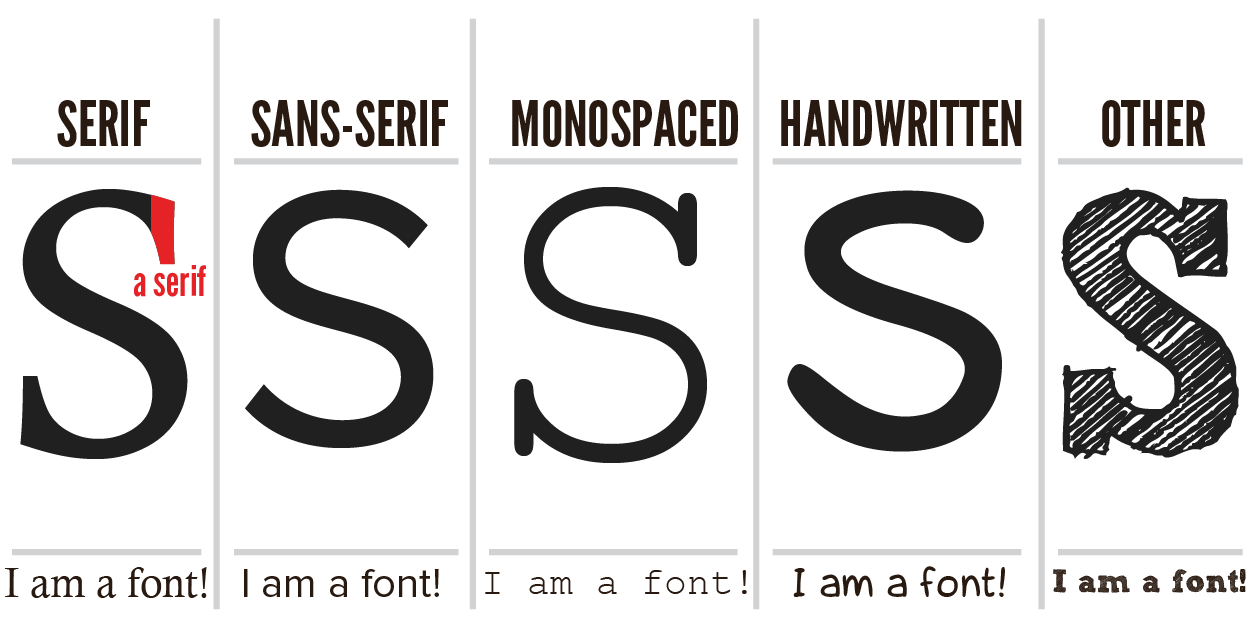 SERIF
S
a serif
I am a font!
SANS-SERIF
S
I am a font!
MONOSPACED
S
I am a font!
HANDWRITTEN
S
I am a font!
OTHER
S
I am a font!